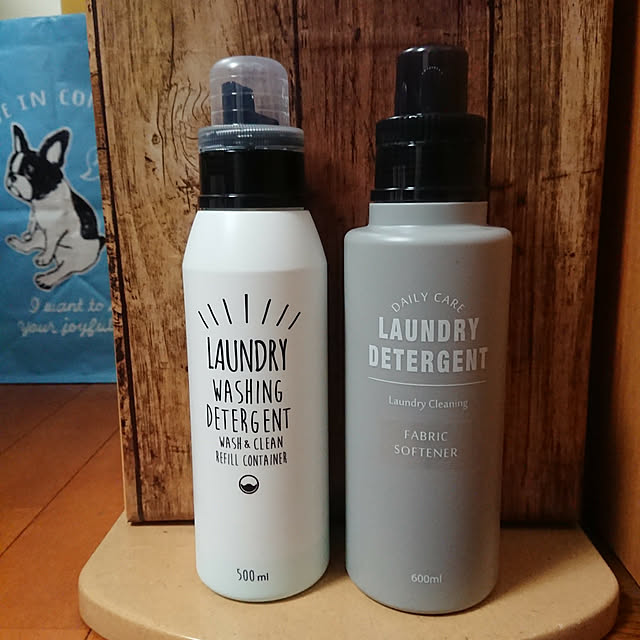 IN
I want to
your
LAUNDRY
WASHING
DETERGENT
WASH & CLEAN
REFILL CONTAINER
500ml
DAILY CARE
LAUNDRY
DETERGENT
Laundry Cleaning
FABRIC
SOFTENER
600ml